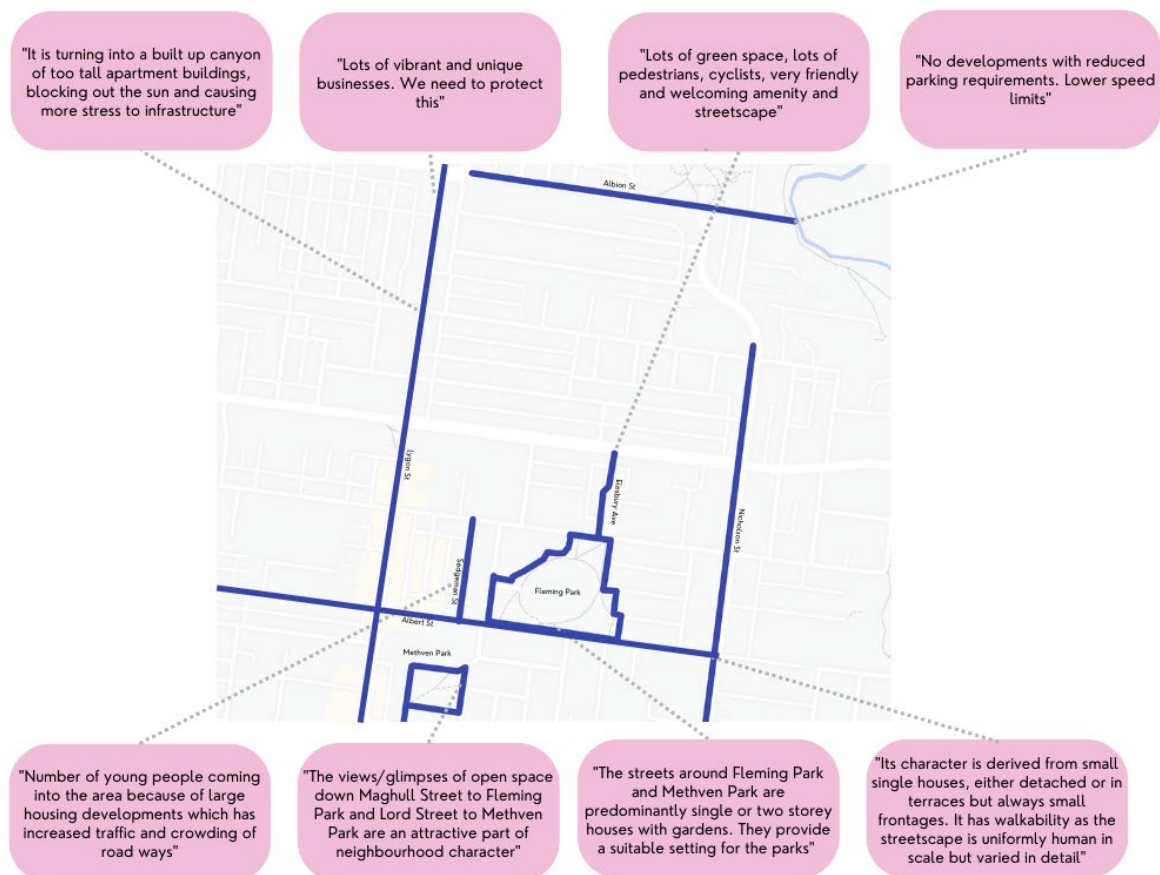 "It is turning into a built up canyon
of too tall apartment buildings,
blocking out the sun and causing
more stress to infrastructure"
"Lots of vibrant and unique
businesses. We need to protect
this"
"Lots of green space, lots of
pedestrians, cyclists, very friendly
and welcoming amenity and
streetscape"
"No developments with reduced
parking requirements. Lower speed
limits"
Albion St
Lygon St
Elesbury Ave
Nicholson St
Sedgeman St
Fleming Park
Albert St
Methven Park
"Number of young people coming
into the area because of large
housing developments which has
increased traffic and crowding of
road ways"
"The views/glimpses of open space
down Maghull Street to Fleming
Park and Lord Street to Methven
Park are an attractive part of
neighbourhood character"
"The streets around Fleming Park
and Methven Park are
predominantly single or two storey
houses with gardens. They provide
a suitable setting for the parks"
"Its character is derived from small
single houses, either detached or in
terraces but always small
frontages. It has walkability as the
streetscape is uniformly human in
scale but varied in detail"